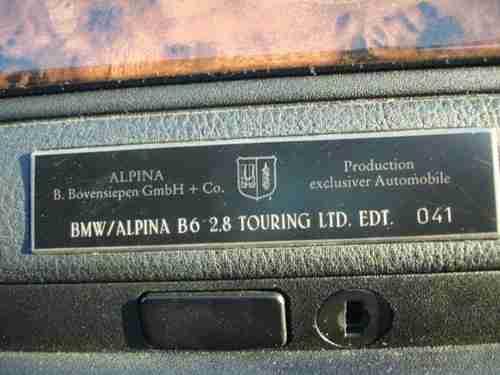 ALPINA
B. Bovensiepen GmbH + Co.
Production
exclusiver Automobile
BMW/ALPINA B6 2,8 TOURING LTD. EDT. 041